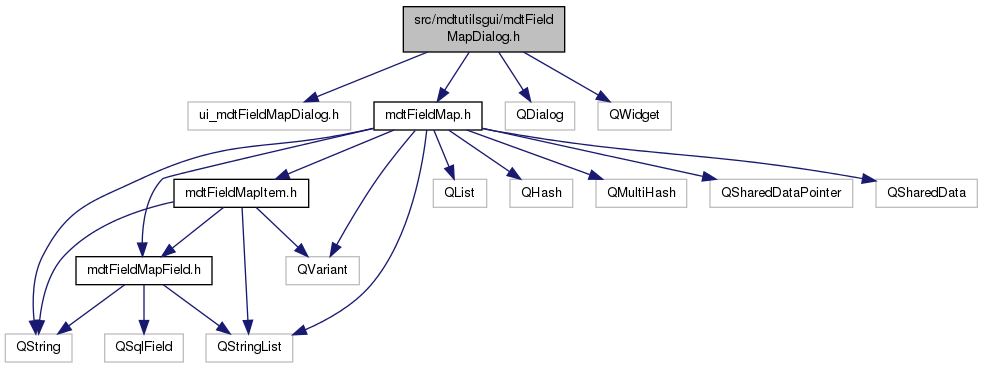 src/mdtutilsgui/mdtField
MapDialog.h
ui_mdtFieldMapDialog.h
mdtFieldMap.h
QDialog
QWidget
mdtFieldMapItem.h
QList
QHash
QMultiHash
QSharedDataPointer
QSharedData
mdtFieldMapField.h
QVariant
QString
QSqlField
QStringList